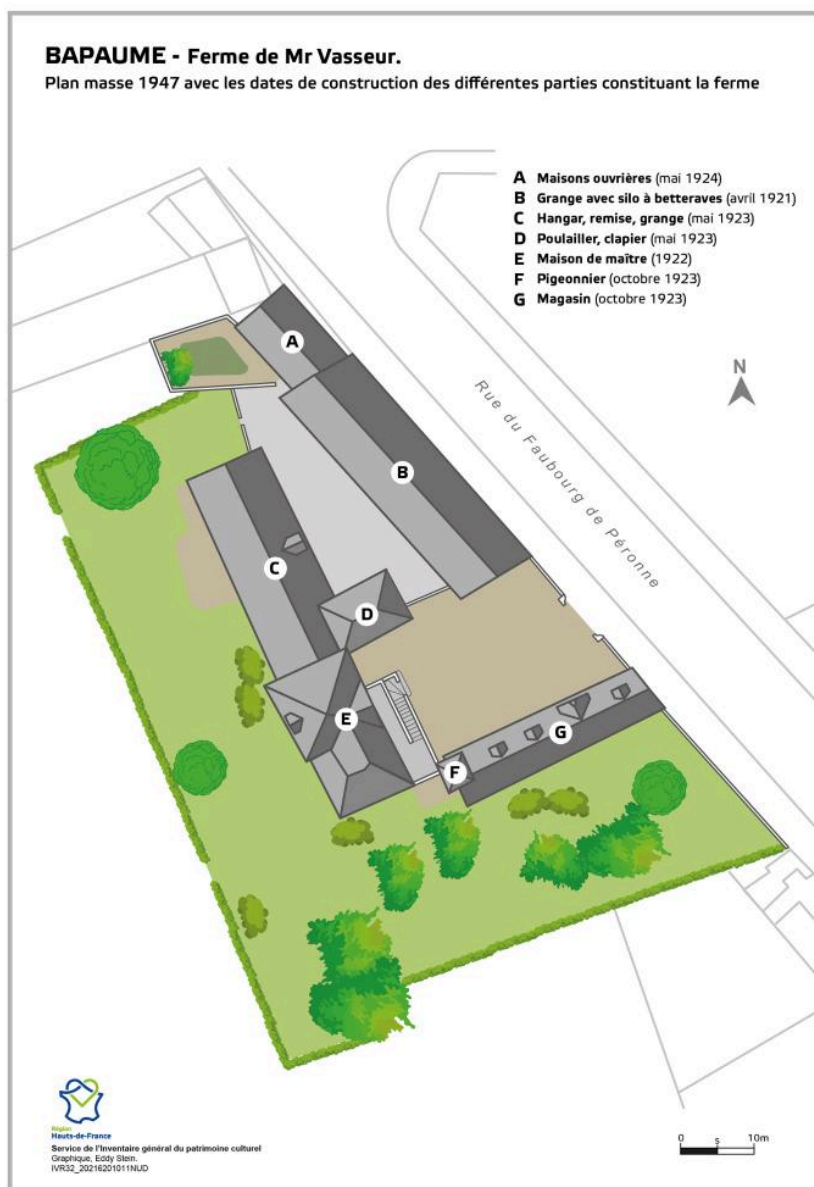 BAPAUME - Ferme de Mr Vasseur.
Plan masse 1947 avec les dates de construction des différentes parties constituant la ferme
A Maisons ouvrières (mai 1924)
B Grange avec silo à betteraves (avril 1921)
C Hangar, remise, grange (mai 1923)
D Poulailler, clapier (mai 1923)
E Maison de maître (1922)
F Pigeonnier (octobre 1923)
G Magasin (octobre 1923)
N
Rue du Faubourg de Péronne
A
B
C
D
E
F
G
Région
Hauts-de-France
Service de l'Inventaire général du patrimoine culturel
Graphique, Eddy Stein.
IVR32_20216201011NUD
0 5 10m